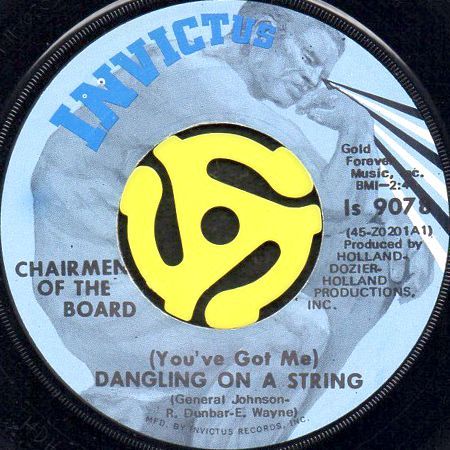 INVICTUS
Gold
Forever
Music, Inc.
BMI-2:4
Is 9078
(45-Z0201A1)
Produced by
HOLLAND-
DOZIER-
HOLLAND
PRODUCTIONS,
INC.
CHAIRMEN
OF THE
BOARD
(You've Got Me)
DANGLING ON A STRING
(General Johnson-
R. Dunbar-E. Wayne)
MFD. BY INVICTUS RECORDS, INC.